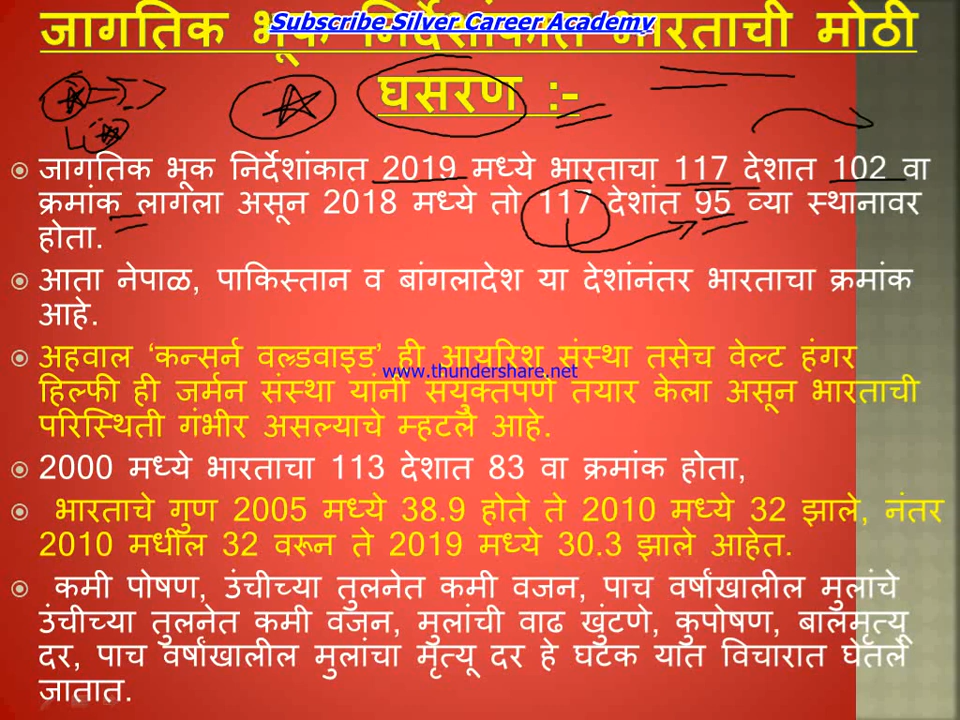 Subscribe Silver Career Academy
जागतिक भूक निर्देशांकात भारताची मोठी
घसरण :-
जागतिक भूक निर्देशांकात 2019 मध्ये भारताचा 117 देशात 102 वा
क्रमांक लागला असून 2018 मध्ये तो 117 देशांत 95 व्या स्थानावर
होता.
आता नेपाळ, पाकिस्तान व बांगलादेश या देशांनंतर भारताचा क्रमांक
आहे.
अहवाल ‘कन्सर्न वल्र्डवाइड’ ही आयरिश संस्था तसेच वेल्ट हंगर
www.thundershare.net
हिल्फी ही जर्मन संस्था यांनी संयुक्तपणे तयार केला असून भारताची
परिस्थिती गंभीर असल्याचे म्हटले आहे.
2000 मध्ये भारताचा 113 देशात 83 वा क्रमांक होता,
भारताचे गुण 2005 मध्ये 38.9 होते ते 2010 मध्ये 32 झाले, नंतर
2010 मधील 32 वरून ते 2019 मध्ये 30.3 झाले आहेत.
कमी पोषण, उंचीच्या तुलनेत कमी वजन, पाच वर्षांखालील मुलांचे
उंचीच्या तुलनेत कमी वजन, मुलांची वाढ खुंटणे, कुपोषण, बालमृत्यू
दर, पाच वर्षांखालील मुलांचा मृत्यू दर हे घटक यात विचारात घेतले
जातात.